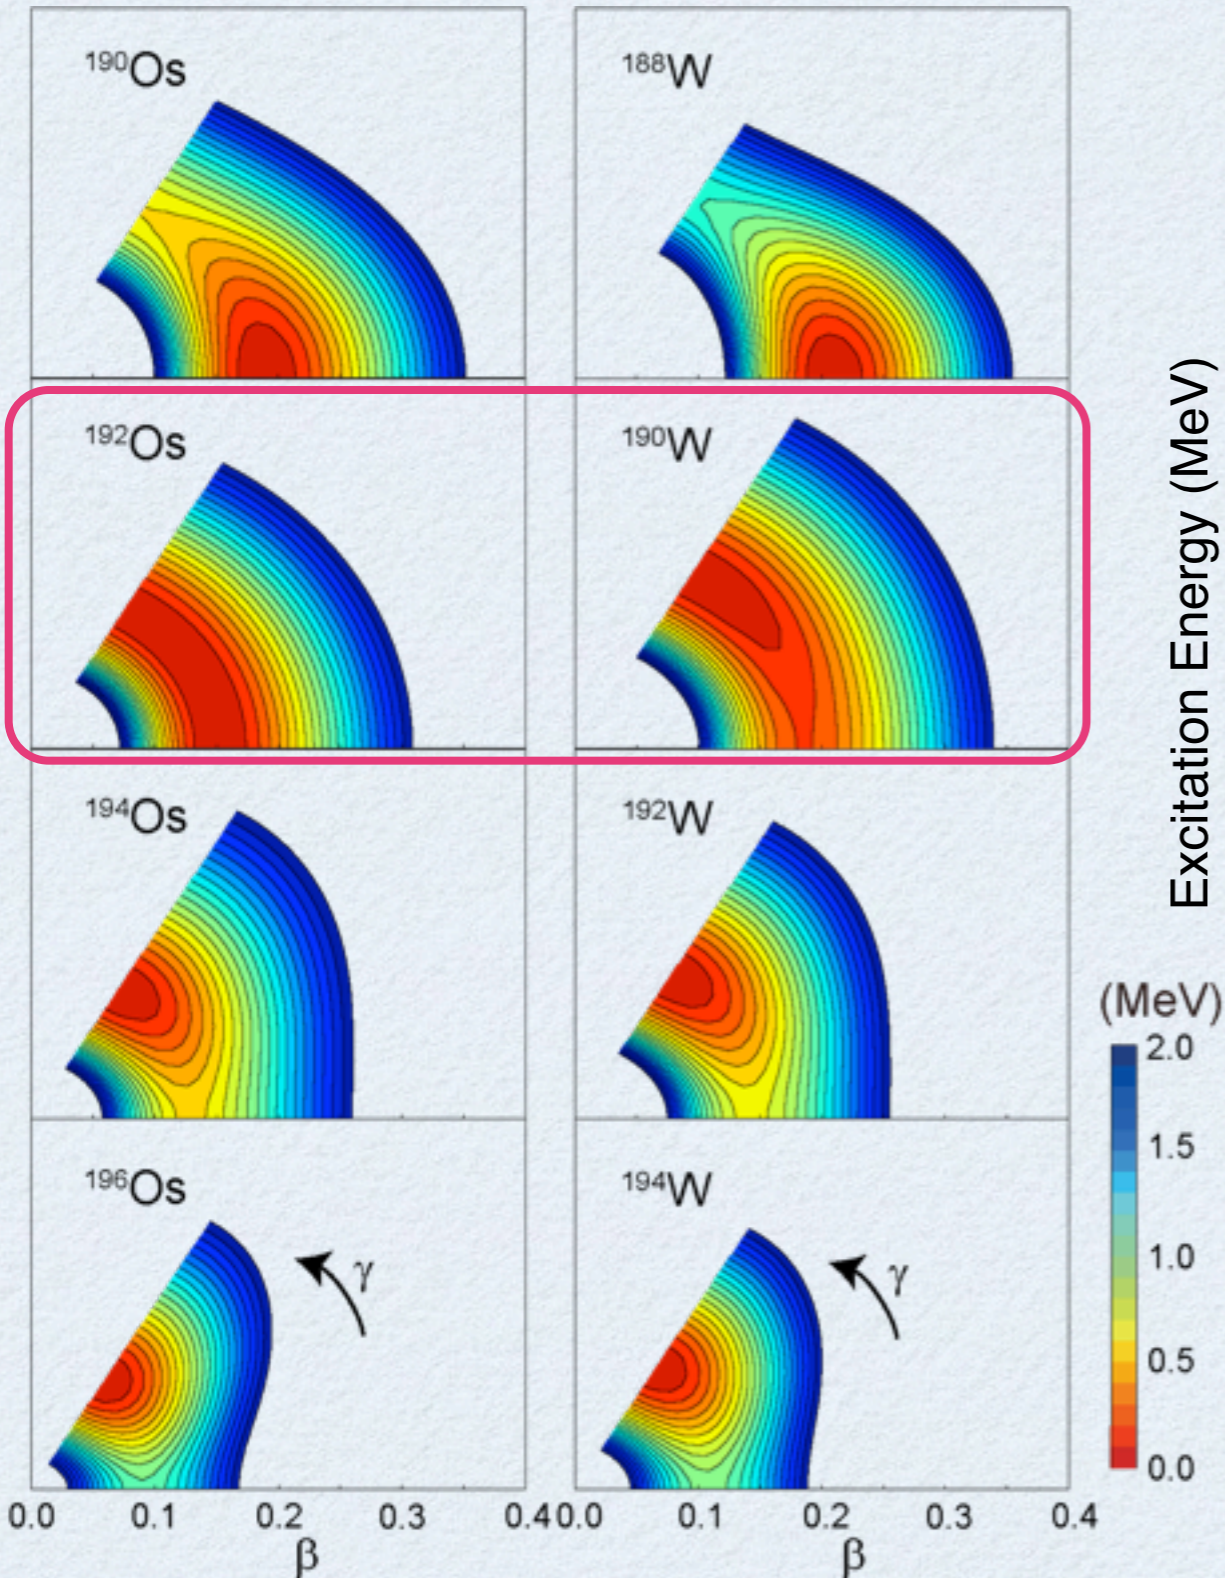 ¹⁹⁰Os
¹⁸⁸W
¹⁹²Os
¹⁹⁰W
¹⁹⁴Os
¹⁹²W
¹⁹⁶Os
γ
¹⁹⁴W
γ
0.0 0.1 0.2 0.3 0.4
β
0.0 0.1 0.2 0.3 0.4
β
Excitation Energy (MeV)
(MeV)
2.0
1.5
1.0
0.5
0.0